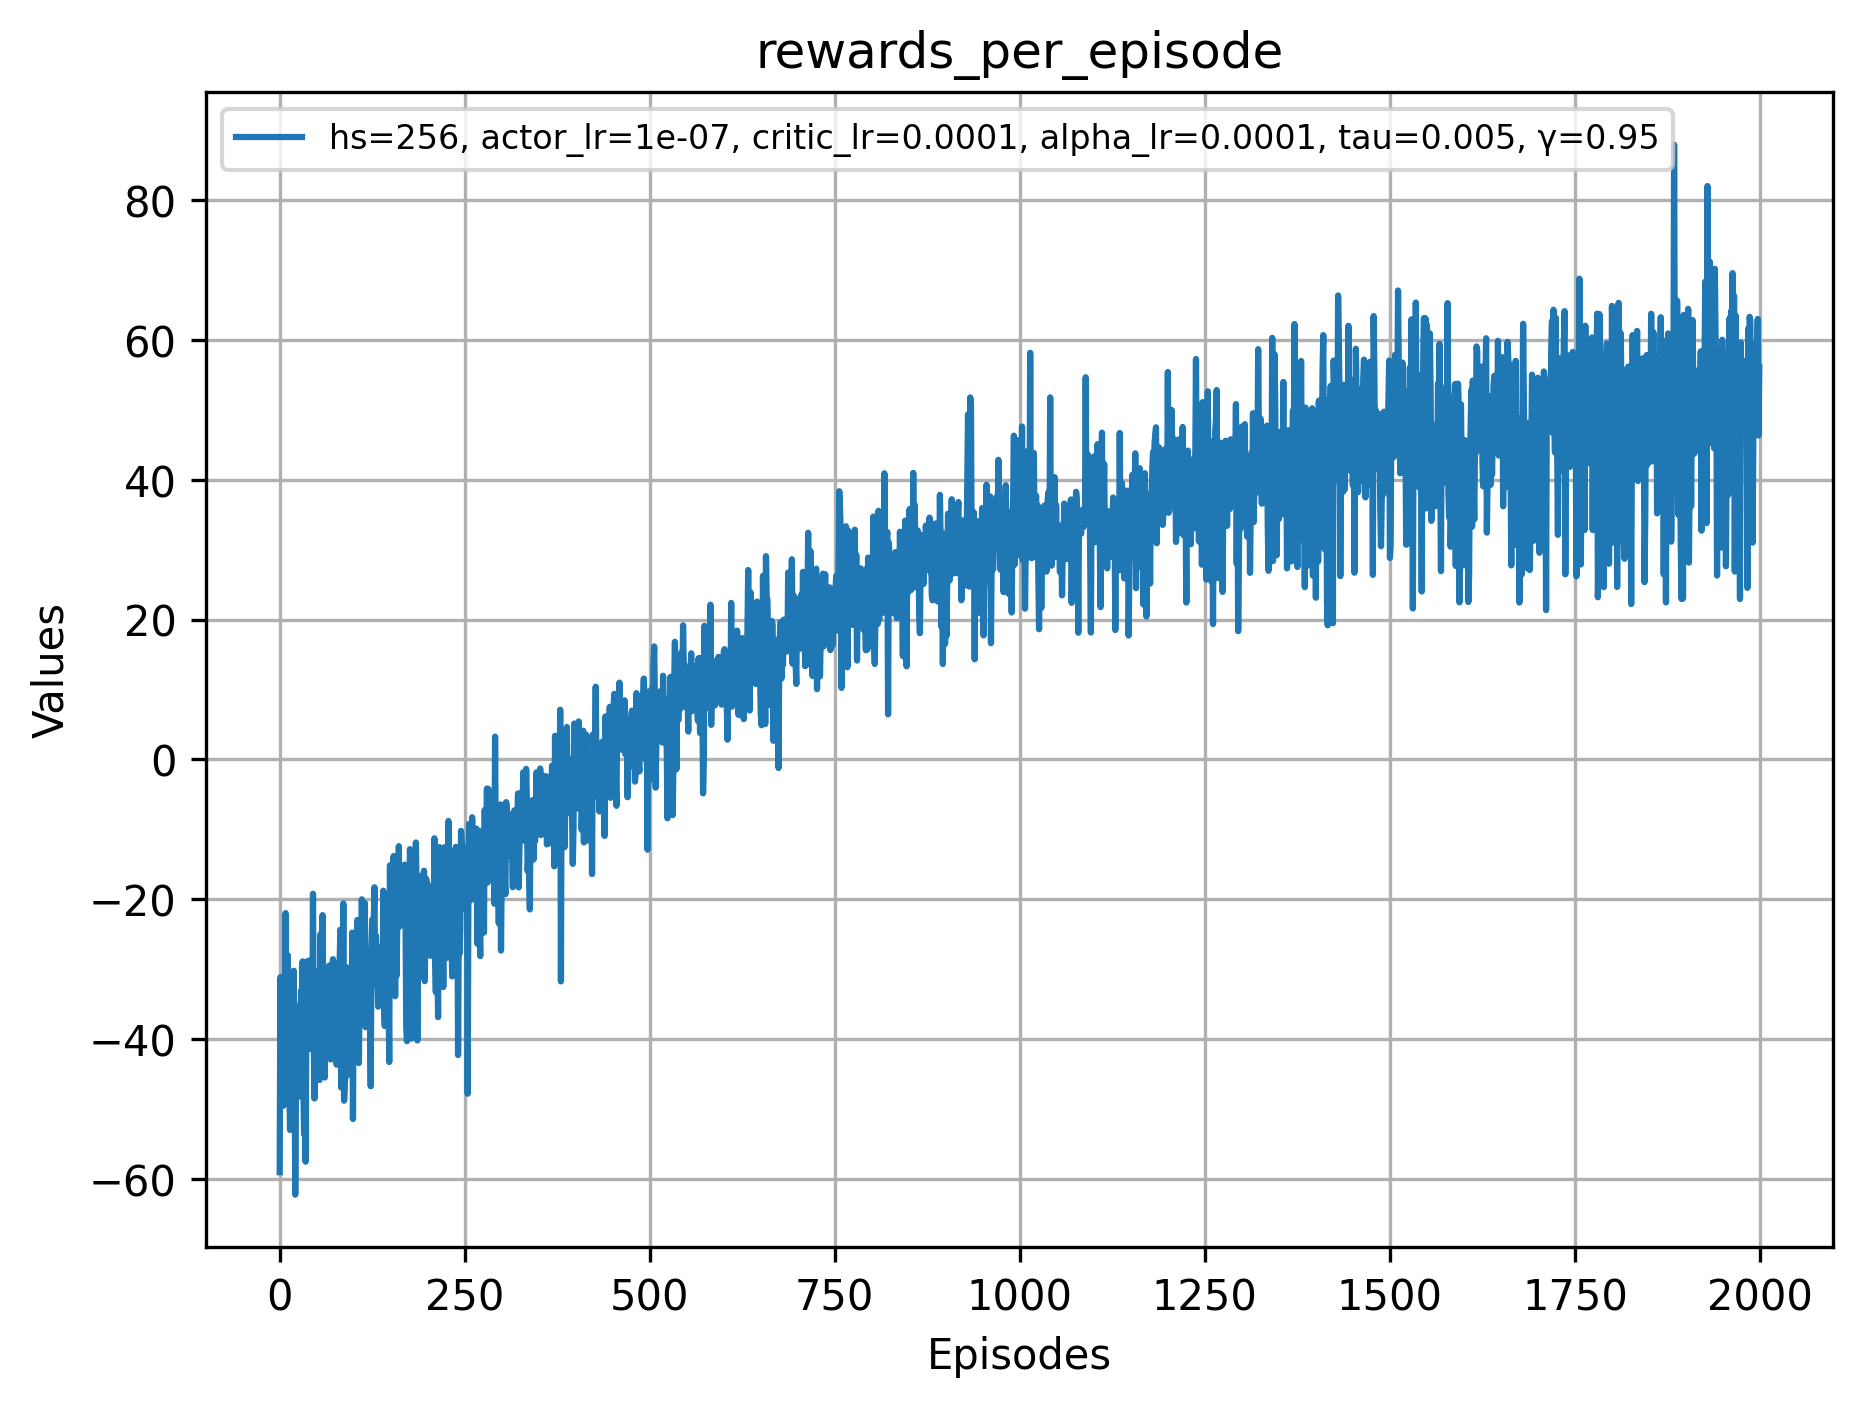 rewards_per_episode
hs=256, actor_lr=1e-07, critic_lr=0.0001, alpha_lr=0.0001, tau=0.005, γ=0.95
Values
80
60
40
20
0
−20
−40
−60
0 250 500 750 1000 1250 1500 1750 2000
Episodes